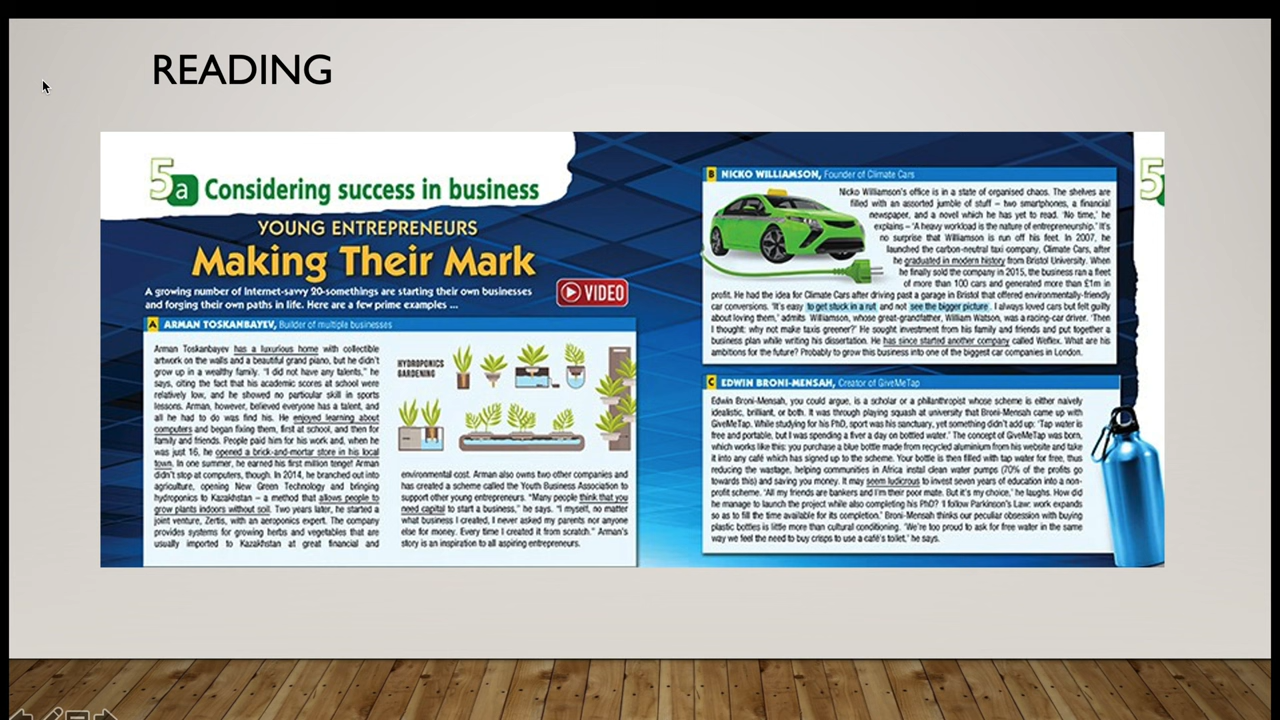 READING
5a Considering success in business
YOUNG ENTREPRENEURS
Making Their Mark
A growing number of Internet-savvy 20-somethings are starting their own businesses
and forging their own paths in life. Here are a few prime examples ...
VIDEO
A ARMAN TOSKANBAYEV, Builder of multiple businesses
Arman Toskanbayev has a luxurious home with collectible
artwork on the walls and a beautiful grand piano, but he didn't
grow up in a wealthy family. "I did not have any talents," he
says, citing the fact that his academic scores at school were
relatively low, and he showed no particular skill in sports
lessons. Arman, however, believed everyone has a talent, and
all he had to do was find his. He enjoyed learning about
computers and began fixing them, first at school, and then for
family and friends. People paid him for his work and, when he
was just 16, he opened a brick-and-mortar store in his local
town. In one summer, he earned his first million tenge! Arman
didn't stop at computers, though. In 2014, he branched out into
agriculture, opening New Green Technology and bringing
hydroponics to Kazakhstan – a method that allows people to
grow plants indoors without soil. Two years later, he started a
joint venture, Zertis, with an aeroponics expert. The company
provides systems for growing herbs and vegetables that are
usually imported to Kazakhstan at great financial and
HYDROPONICS
GARDENING
environmental cost. Arman also owns two other companies and
has created a scheme called the Youth Business Association to
support other young entrepreneurs. "Many people think that you
need capital to start a business," he says. "I myself, no matter
what business I created, I never asked my parents nor anyone
else for money. Every time I created it from scratch." Arman's
story is an inspiration to all aspiring entrepreneurs.
B NICKO WILLIAMSON, Founder of Climate Cars
Nicko Williamson's office is in a state of organised chaos. The shelves are
filled with an assorted jumble of stuff – two smartphones, a financial
newspaper, and a novel which he has yet to read. 'No time,' he
explains – 'A heavy workload is the nature of entrepreneurship.' It's
no surprise that Williamson is run off his feet. In 2007, he
launched the carbon-neutral taxi company, Climate Cars, after
he graduated in modern history from Bristol University. When
he finally sold the company in 2015, the business ran a fleet
of more than 100 cars and generated more than £1m in
profit. He had the idea for Climate Cars after driving past a garage in Bristol that offered environmentally-friendly
car conversions. 'It's easy to get stuck in a rut and not see the bigger picture. I always loved cars but felt guilty
about loving them,' admits Williamson, whose great-grandfather, William Watson, was a racing-car driver. 'Then
I thought: why not make taxis greener?' He sought investment from his family and friends and put together a
business plan while writing his dissertation. He has since started another company called Weflex. What are his
ambitions for the future? Probably to grow this business into one of the biggest car companies in London.
C EDWIN BRONI-MENSAH, Creator of GiveMeTap
Edwin Broni-Mensah, you could argue, is a scholar or a philanthropist whose scheme is either naively
idealistic, brilliant, or both. It was through playing squash at university that Broni-Mensah came up with
GiveMeTap. While studying for his PhD, sport was his sanctuary, yet something didn't add up: 'Tap water is
free and portable, but I was spending a fiver a day on bottled water.' The concept of GiveMeTap was born,
which works like this: you purchase a blue bottle made from recycled aluminium from his website and take
it into any café which has signed up to the scheme. Your bottle is then filled with tap water for free, thus
reducing the wastage, helping communities in Africa install clean water pumps (70% of the profits go
towards this) and saving you money. It may seem ludicrous to invest seven years of education into a non-
profit scheme. 'All my friends are bankers and I'm their poor mate. But it's my choice,' he laughs. How did
he manage to launch the project while also completing his PhD? 'I follow Parkinson's Law: work expands
so as to fill the time available for its completion.' Broni-Mensah thinks our peculiar obsession with buying
plastic bottles is little more than cultural conditioning. 'We're too proud to ask for free water in the same
way we feel the need to buy crisps to use a café's toilet,' he says.
5